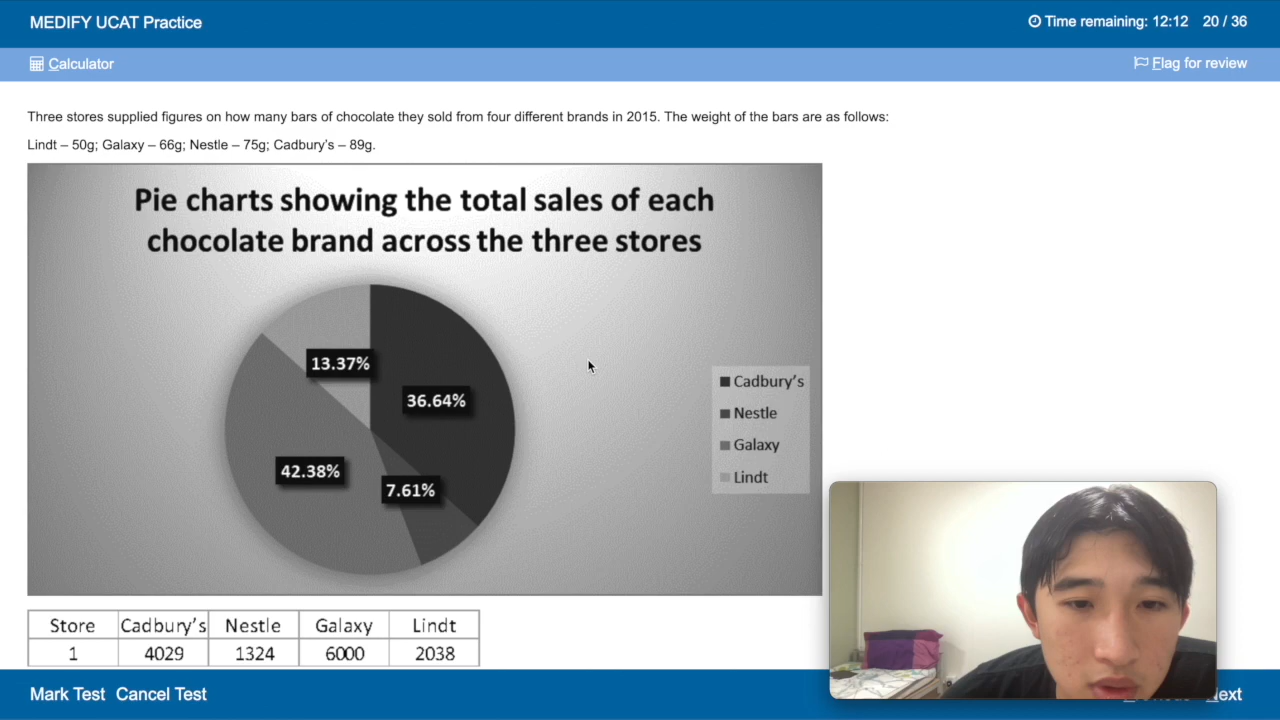 MEDIFY UCAT Practice
Time remaining: 12:12 20 / 36
Calculator
Flag for review
Three stores supplied figures on how many bars of chocolate they sold from four different brands in 2015. The weight of the bars are as follows:
Lindt – 50g; Galaxy – 66g; Nestle – 75g; Cadbury's – 89g.
Pie charts showing the total sales of each
chocolate brand across the three stores
13.37%
36.64%
42.38%
7.61%
Cadbury's
Nestle
Galaxy
Lindt
Store Cadbury's Nestle Galaxy Lindt
1 4029 1324 6000 2038
Mark Test Cancel Test